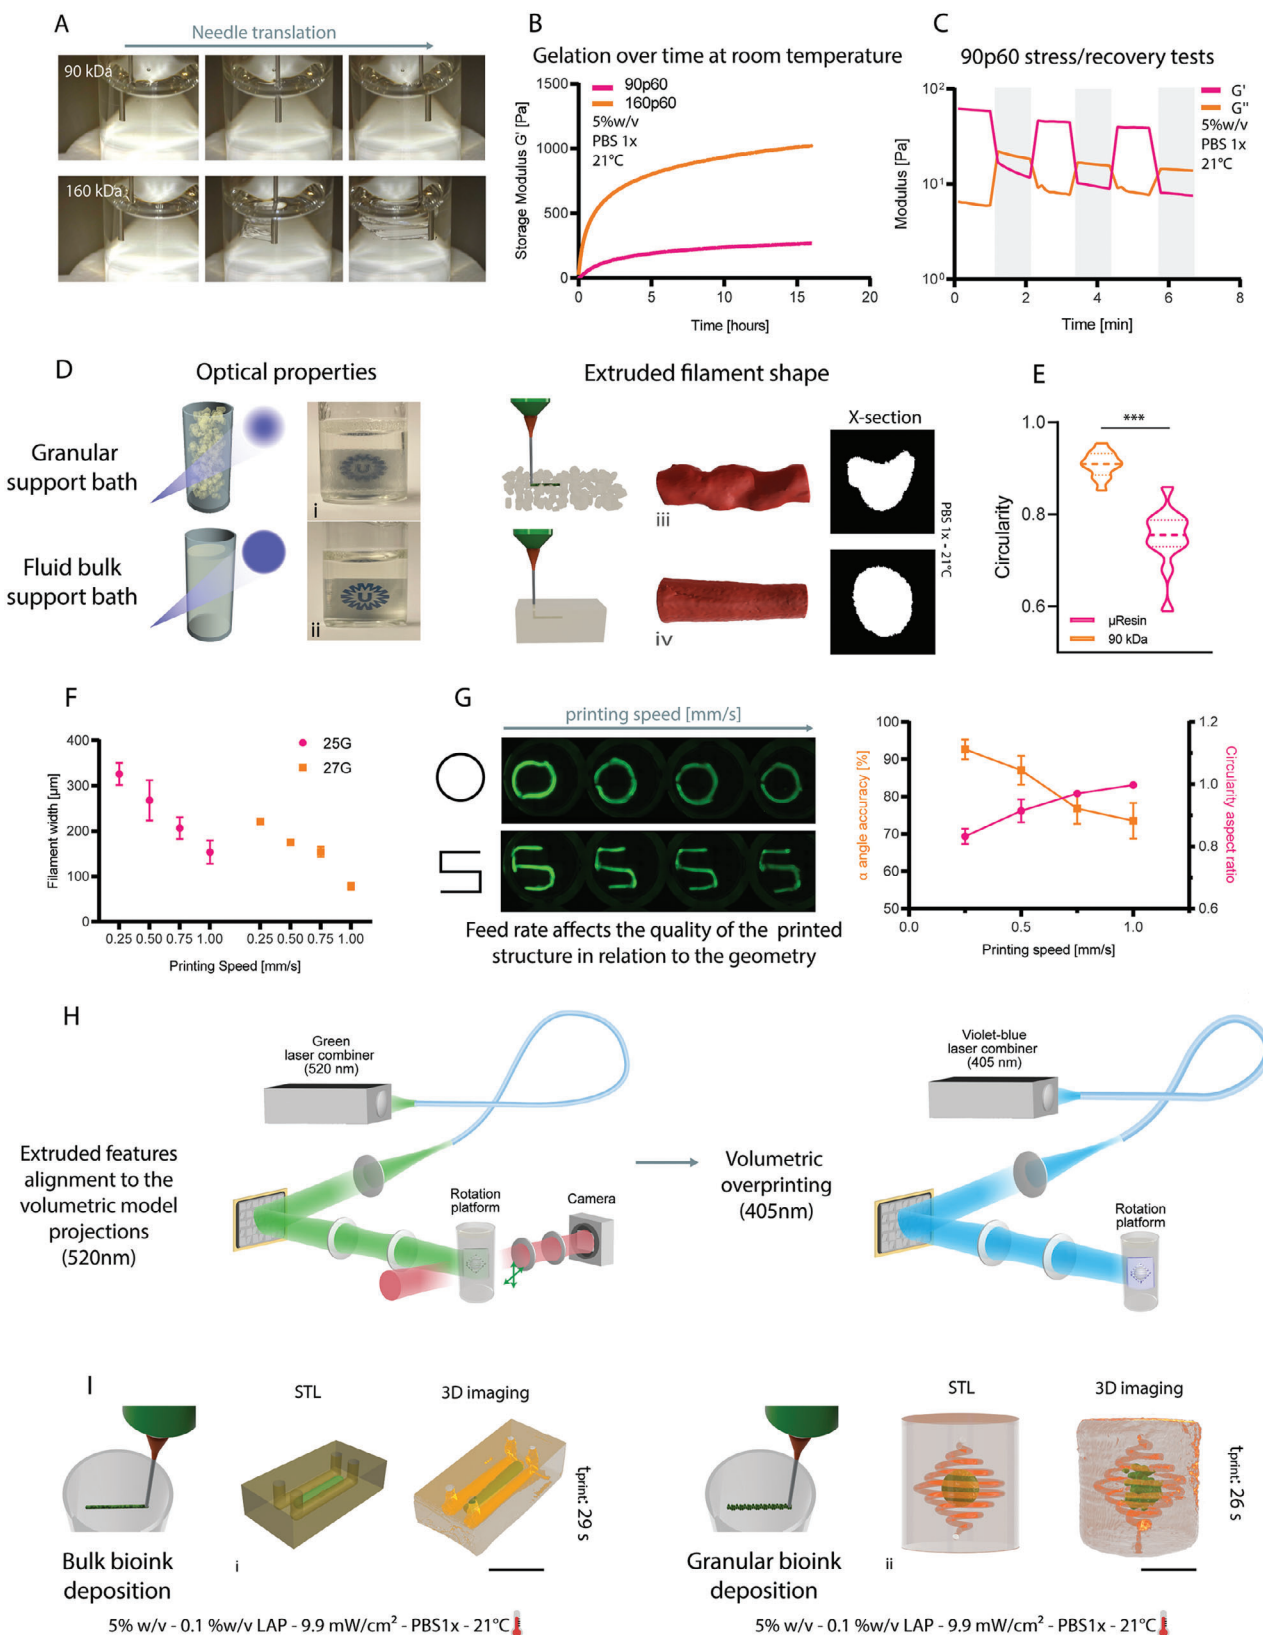 A
Needle translation
90 kDa
160 kDa
B
Gelation over time at room temperature
90p60
160p60
5%w/v
PBS 1x
21°C
Storage Modulus G' [Pa]
1500
1000
500
0
0
5
10
15
20
Time [hours]
C
90p60 stress/recovery tests
G'
G"
5%w/v
PBS 1x
21°C
Modulus [Pa]
10²
10¹
10⁰
0
2
4
6
8
Time [min]
D
Optical properties
Granular
support bath
i
Fluid bulk
support bath
ii
U
Extruded filament shape
X-section
iii
iv
PBS 1x - 21°C
E
Circularity
1.0
0.8
0.6
***
µResin
90 kDa
F
Filament width [µm]
400
300
200
100
0
25G
27G
0.25 0.50 0.75 1.00 0.25 0.50 0.75 1.00
Printing Speed [mm/s]
G
printing speed [mm/s]
Feed rate affects the quality of the printed
structure in relation to the geometry
α angle accuracy [%]
100
90
80
70
60
50
0.0
0.5
1.0
Printing speed [mm/s]
1.2
1.0
0.8
0.6
Circularity
aspect ratio
H
Green
laser combiner
(520 nm)
Extruded features
alignment to the
volumetric model
projections
(520nm)
Rotation
platform
Camera
Volumetric
overprinting
(405nm)
Violet-blue
laser combiner
(405 nm)
Rotation
platform
I
STL
3D imaging
tprint: 29 s
Bulk bioink
deposition
i
5% w/v - 0.1 %w/v LAP - 9.9 mW/cm² - PBS1x - 21°C
STL
3D imaging
tprint: 26 s
Granular bioink
deposition
ii
5% w/v - 0.1 %w/v LAP - 9.9 mW/cm² - PBS1x - 21°C